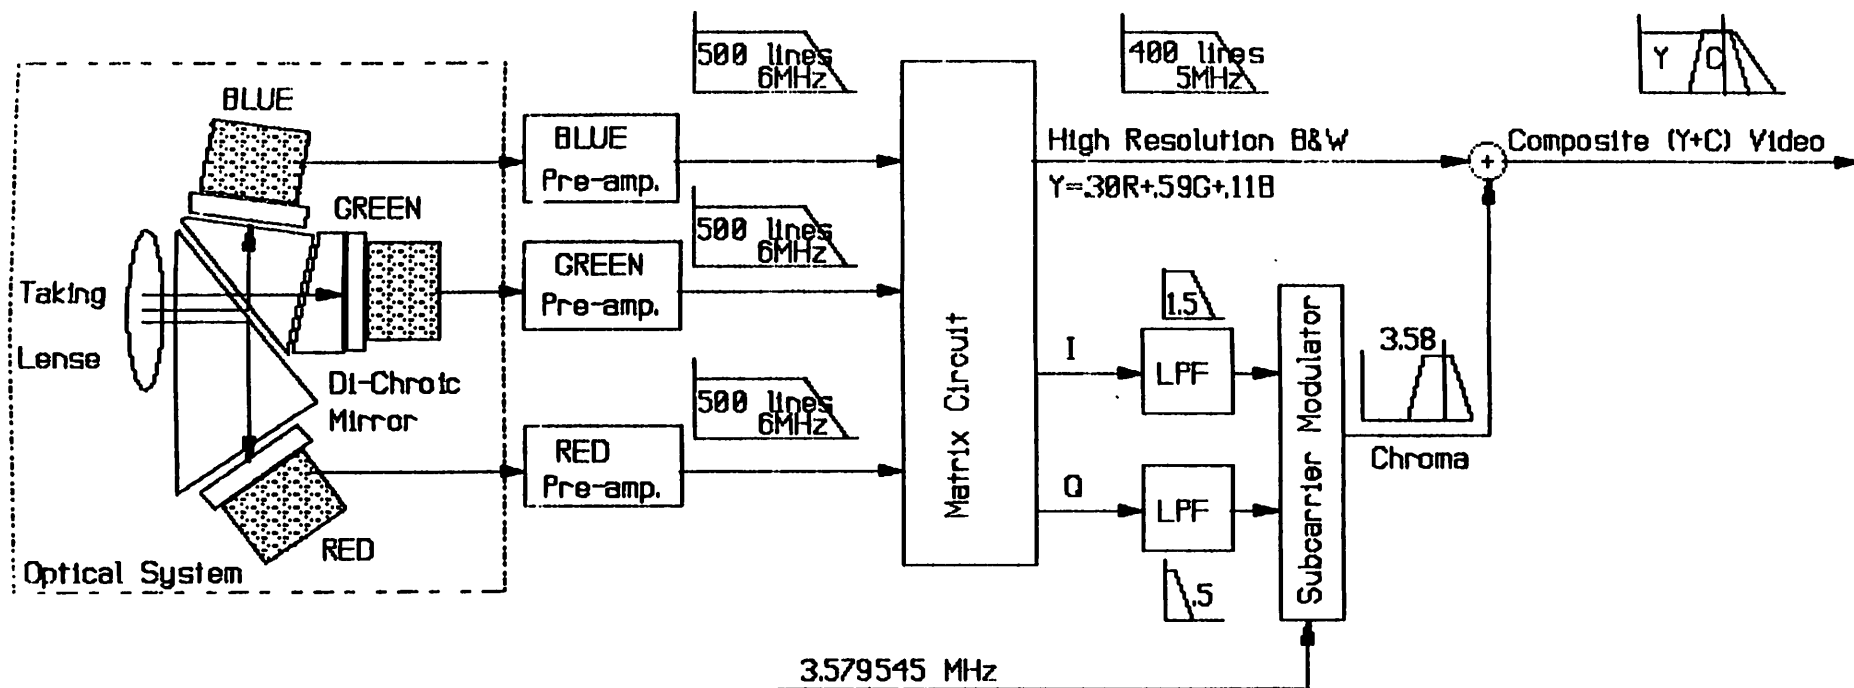 500 lines
6MHz
400 lines
5MHz
Y C
BLUE
BLUE
Pre-amp.
High Resolution B&W
Y=.30R+.59G+.11B
+
Composite (Y+C) Video
GREEN
500 lines
6MHz
GREEN
Pre-amp.
Taking
Lense
Di-Chroic
Mirror
500 lines
6MHz
Matrix Circuit
1.5
I
LPF
3.58
Subcarrier Modulator
Chroma
RED
Pre-amp.
Q
LPF
RED
Optical System
.5
3.579545 MHz